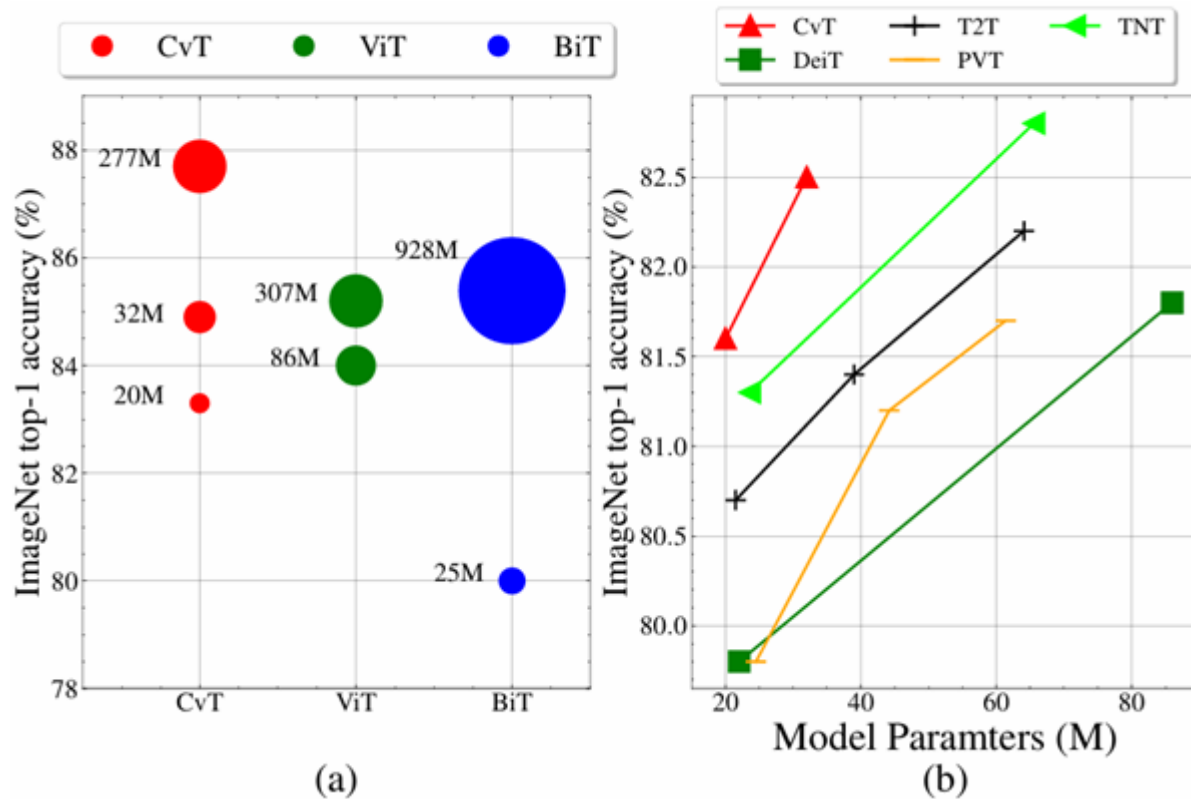 CvT ViT BiT
ImageNet top-1 accuracy (%)
88
86
84
82
80
78
277M
32M
20M
307M
86M
928M
25M
CvT ViT BiT
(a)
CvT T2T TNT
DeiT PVT
ImageNet top-1 accuracy (%)
82.5
82.0
81.5
81.0
80.5
80.0
20 40 60 80
Model Paramters (M)
(b)